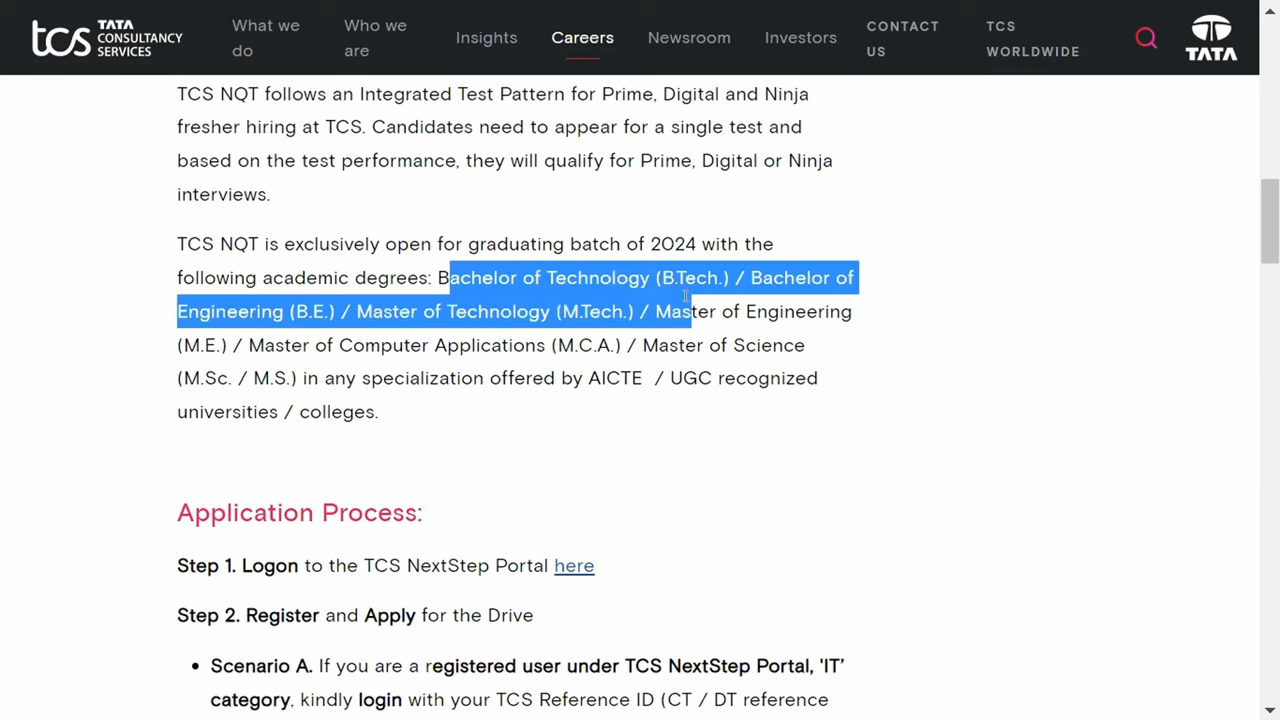 tcs TATA CONSULTANCY SERVICES
What we do
Who we are
Insights
Careers
Newsroom
Investors
CONTACT US
TCS WORLDWIDE
TATA
TCS NQT follows an Integrated Test Pattern for Prime, Digital and Ninja
fresher hiring at TCS. Candidates need to appear for a single test and
based on the test performance, they will qualify for Prime, Digital or Ninja
interviews.
TCS NQT is exclusively open for graduating batch of 2024 with the
following academic degrees: Bachelor of Technology (B.Tech.) / Bachelor of
Engineering (B.E.) / Master of Technology (M.Tech.) / Master of Engineering
(M.E.) / Master of Computer Applications (M.C.A.) / Master of Science
(M.Sc. / M.S.) in any specialization offered by AICTE / UGC recognized
universities / colleges.
Application Process:
Step 1. Logon to the TCS NextStep Portal here
Step 2. Register and Apply for the Drive
• Scenario A. If you are a registered user under TCS NextStep Portal, 'IT'
category, kindly login with your TCS Reference ID (CT / DT reference